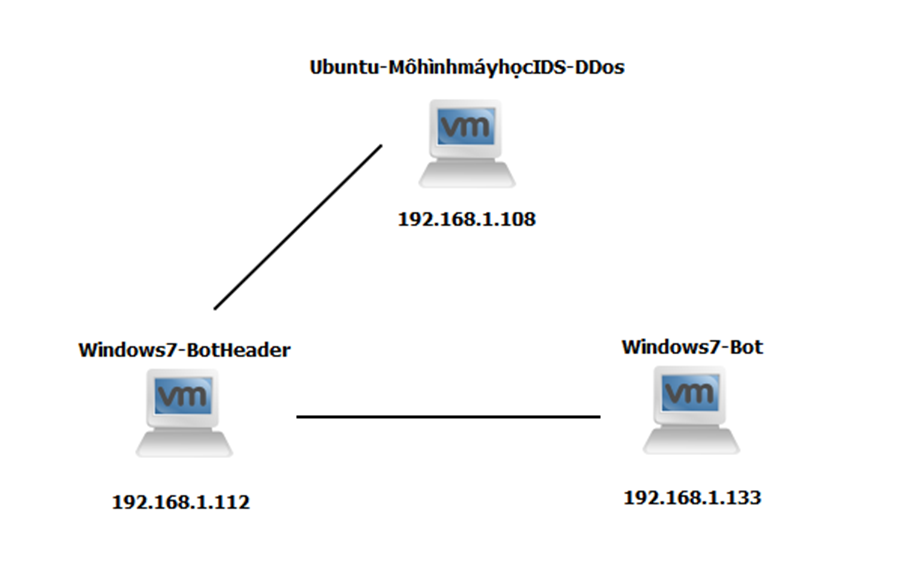 Ubuntu-MôhìnhmáyhọcIDS-DDos
vm
192.168.1.108
Windows7-BotHeader
Windows7-Bot
vm
vm
192.168.1.112
192.168.1.133